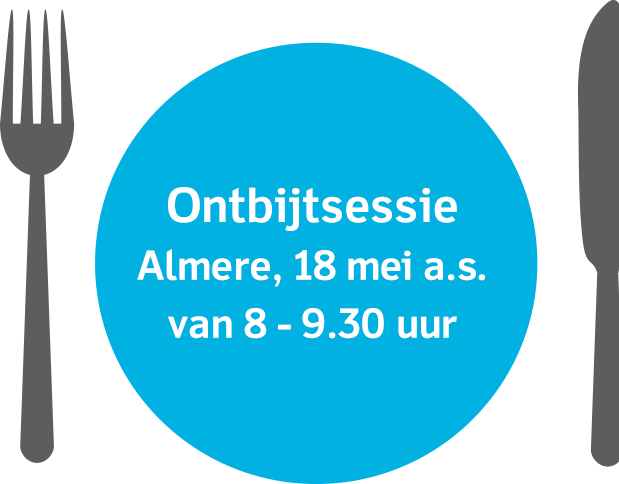 Ontbijtsessie
Almere, 18 mei a.s.
van 8 - 9.30 uur